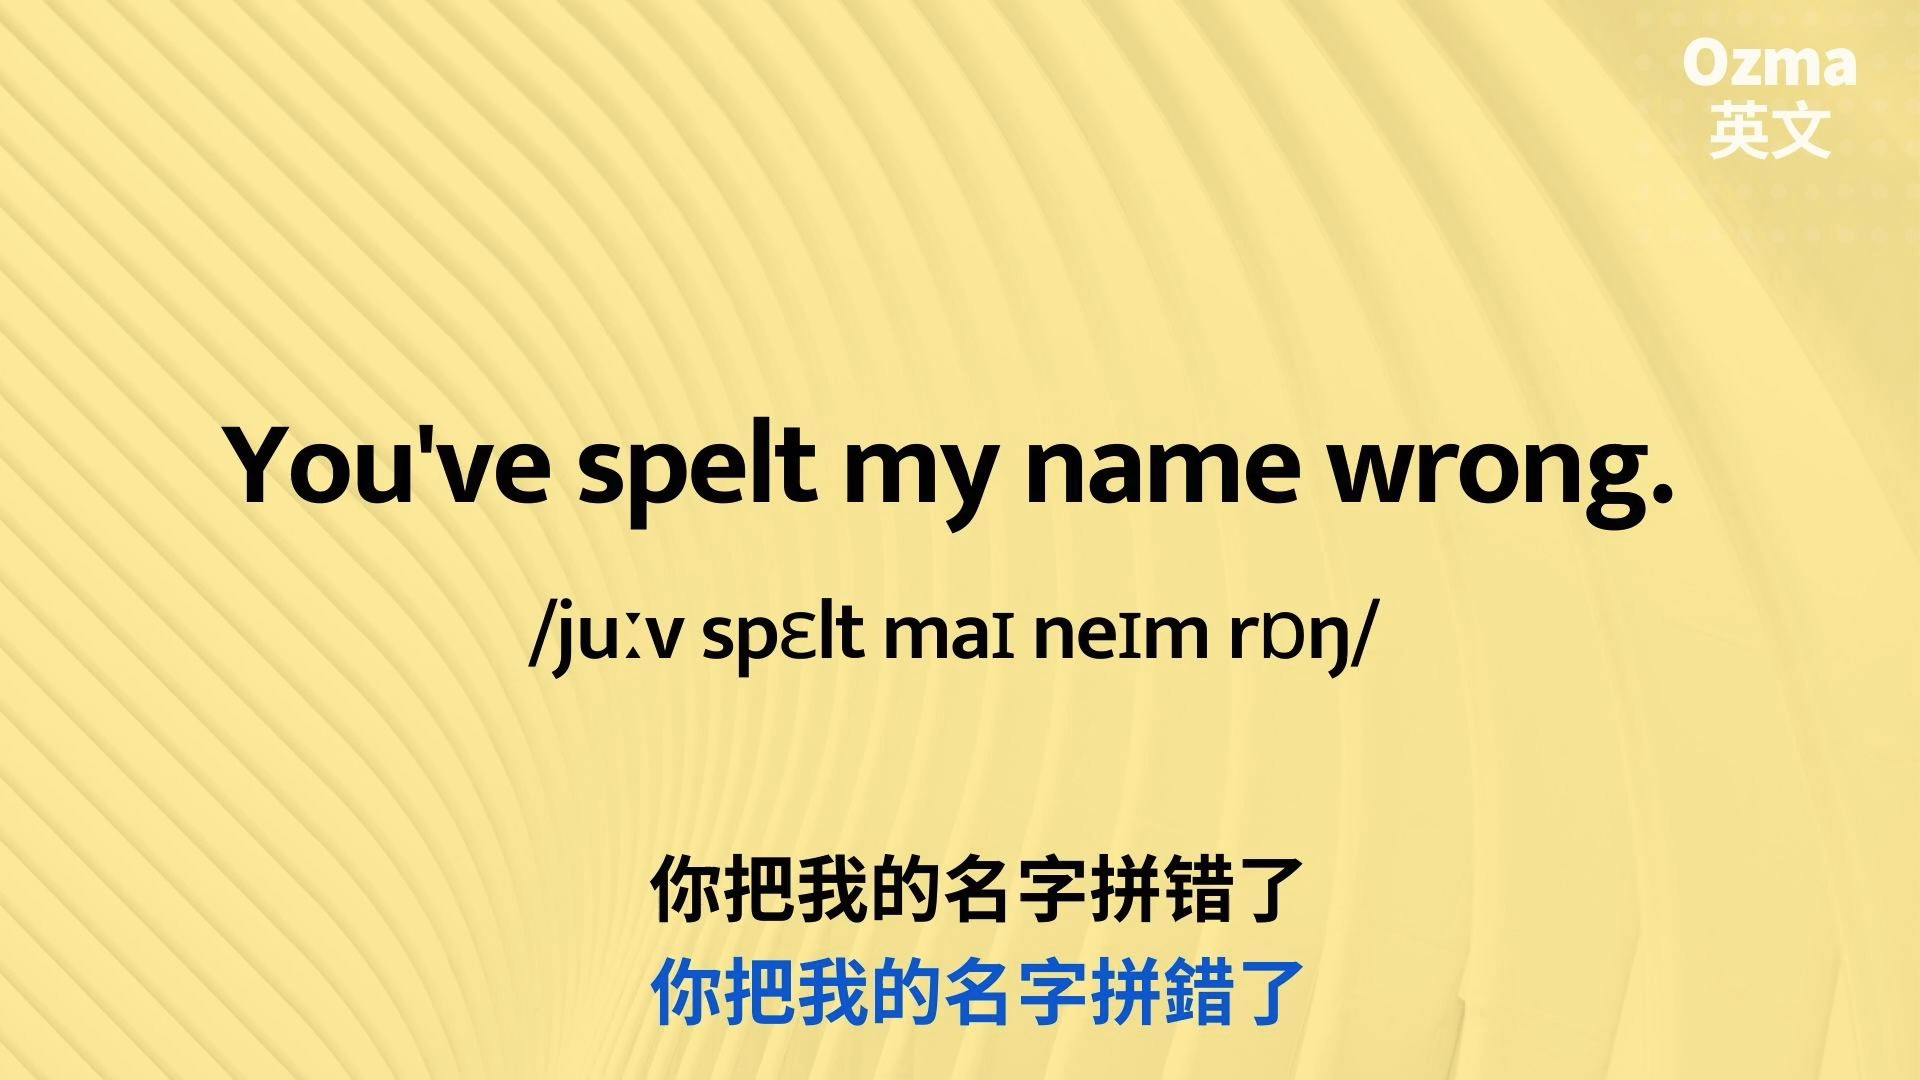 Ozma
英文
You've spelt my name wrong.
/juːv spɛlt maɪ neɪm rɒŋ/
你把我的名字拼错了
你把我的名字拼錯了